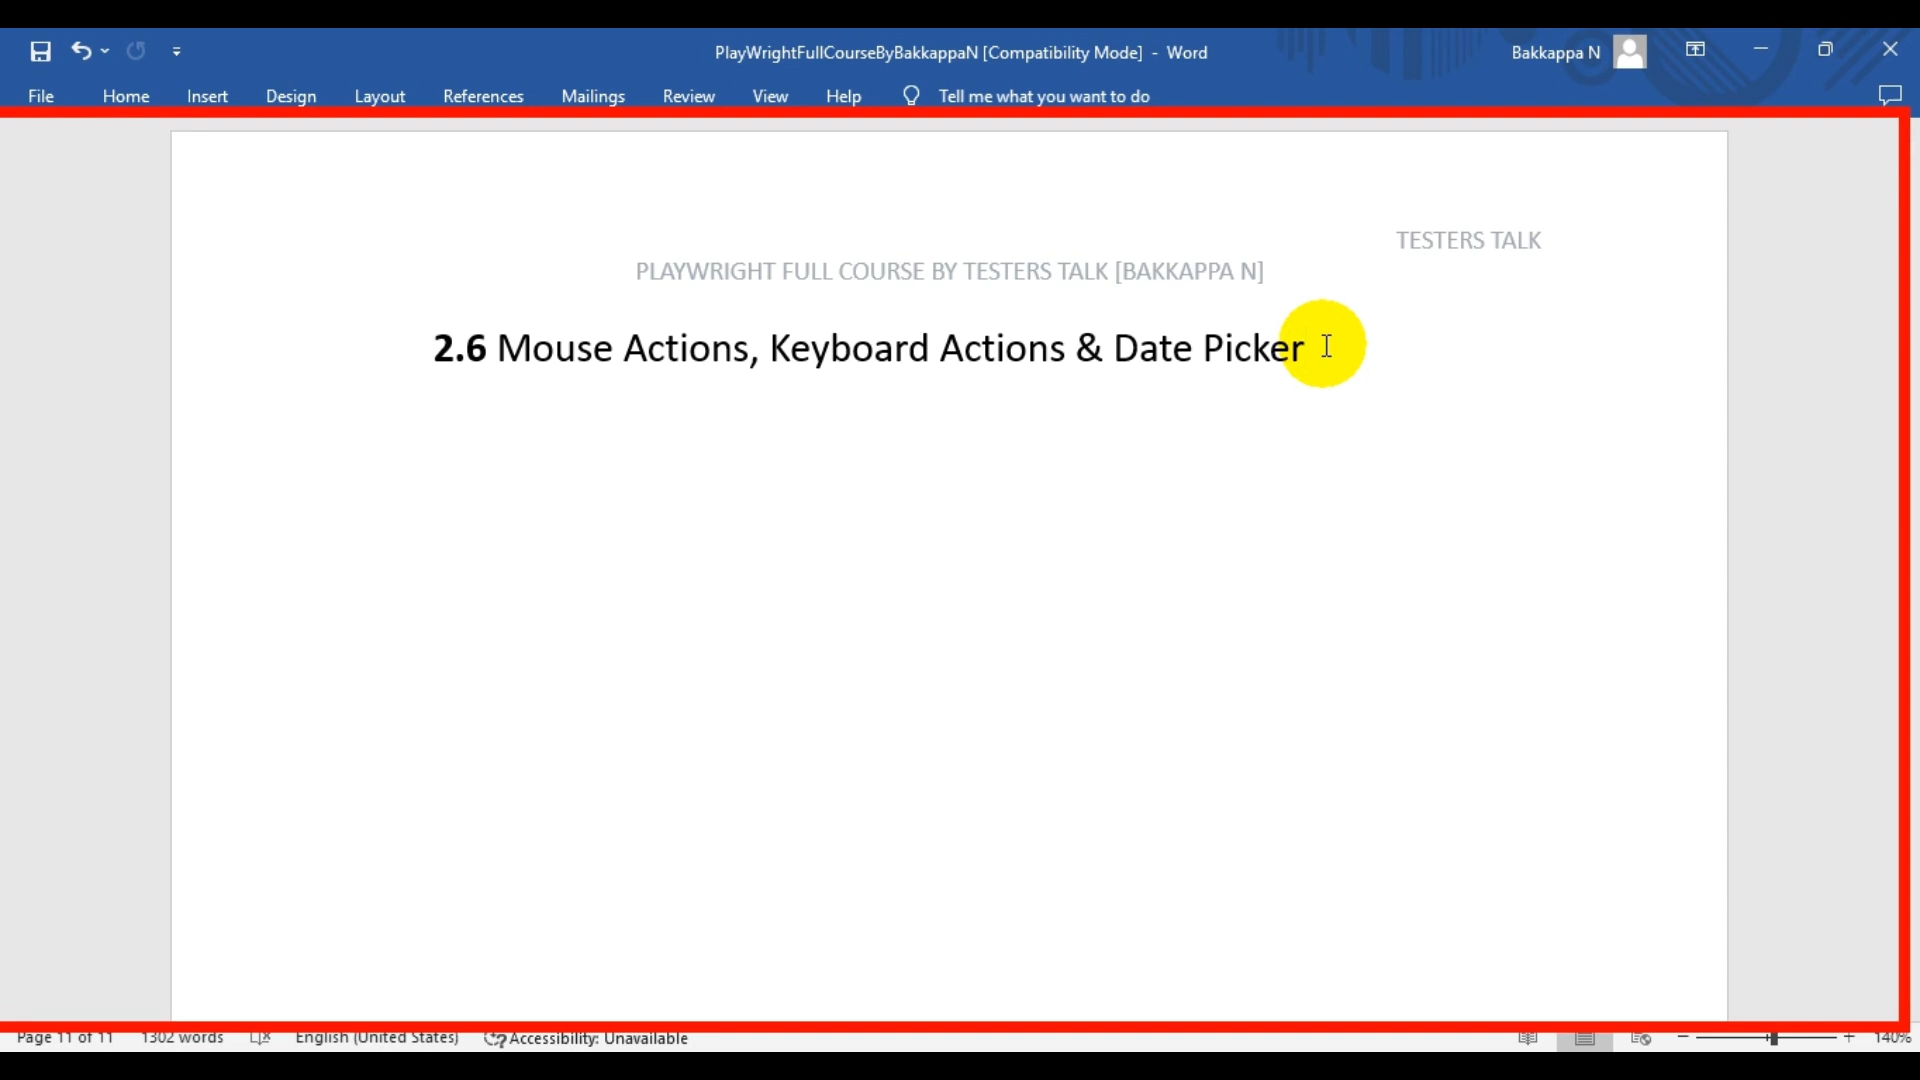 PlayWrightFullCourseByBakkappaN [Compatibility Mode] - Word
Bakkappa N
File Home Insert Design Layout References Mailings Review View Help Tell me what you want to do
TESTERS TALK
PLAYWRIGHT FULL COURSE BY TESTERS TALK [BAKKAPPA N]
2.6 Mouse Actions, Keyboard Actions & Date Picker
Page 11 of 11 1302 words English (United States) Accessibility: Unavailable 140%